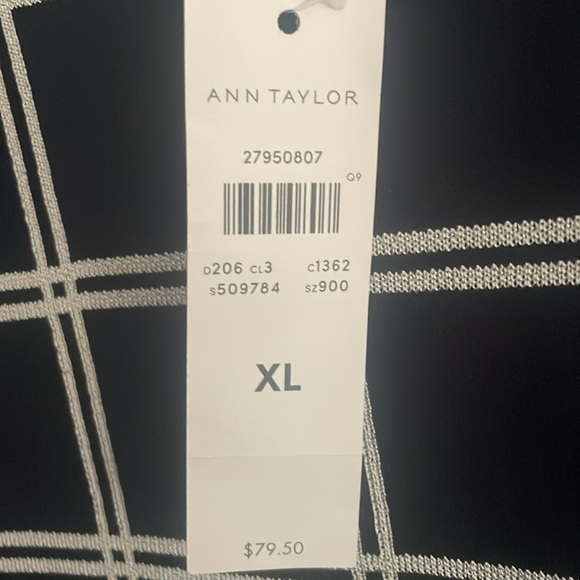 ANN TAYLOR
27950807
Q9
D206 CL3 C1362
S509784 SZ900
XL
$79.50